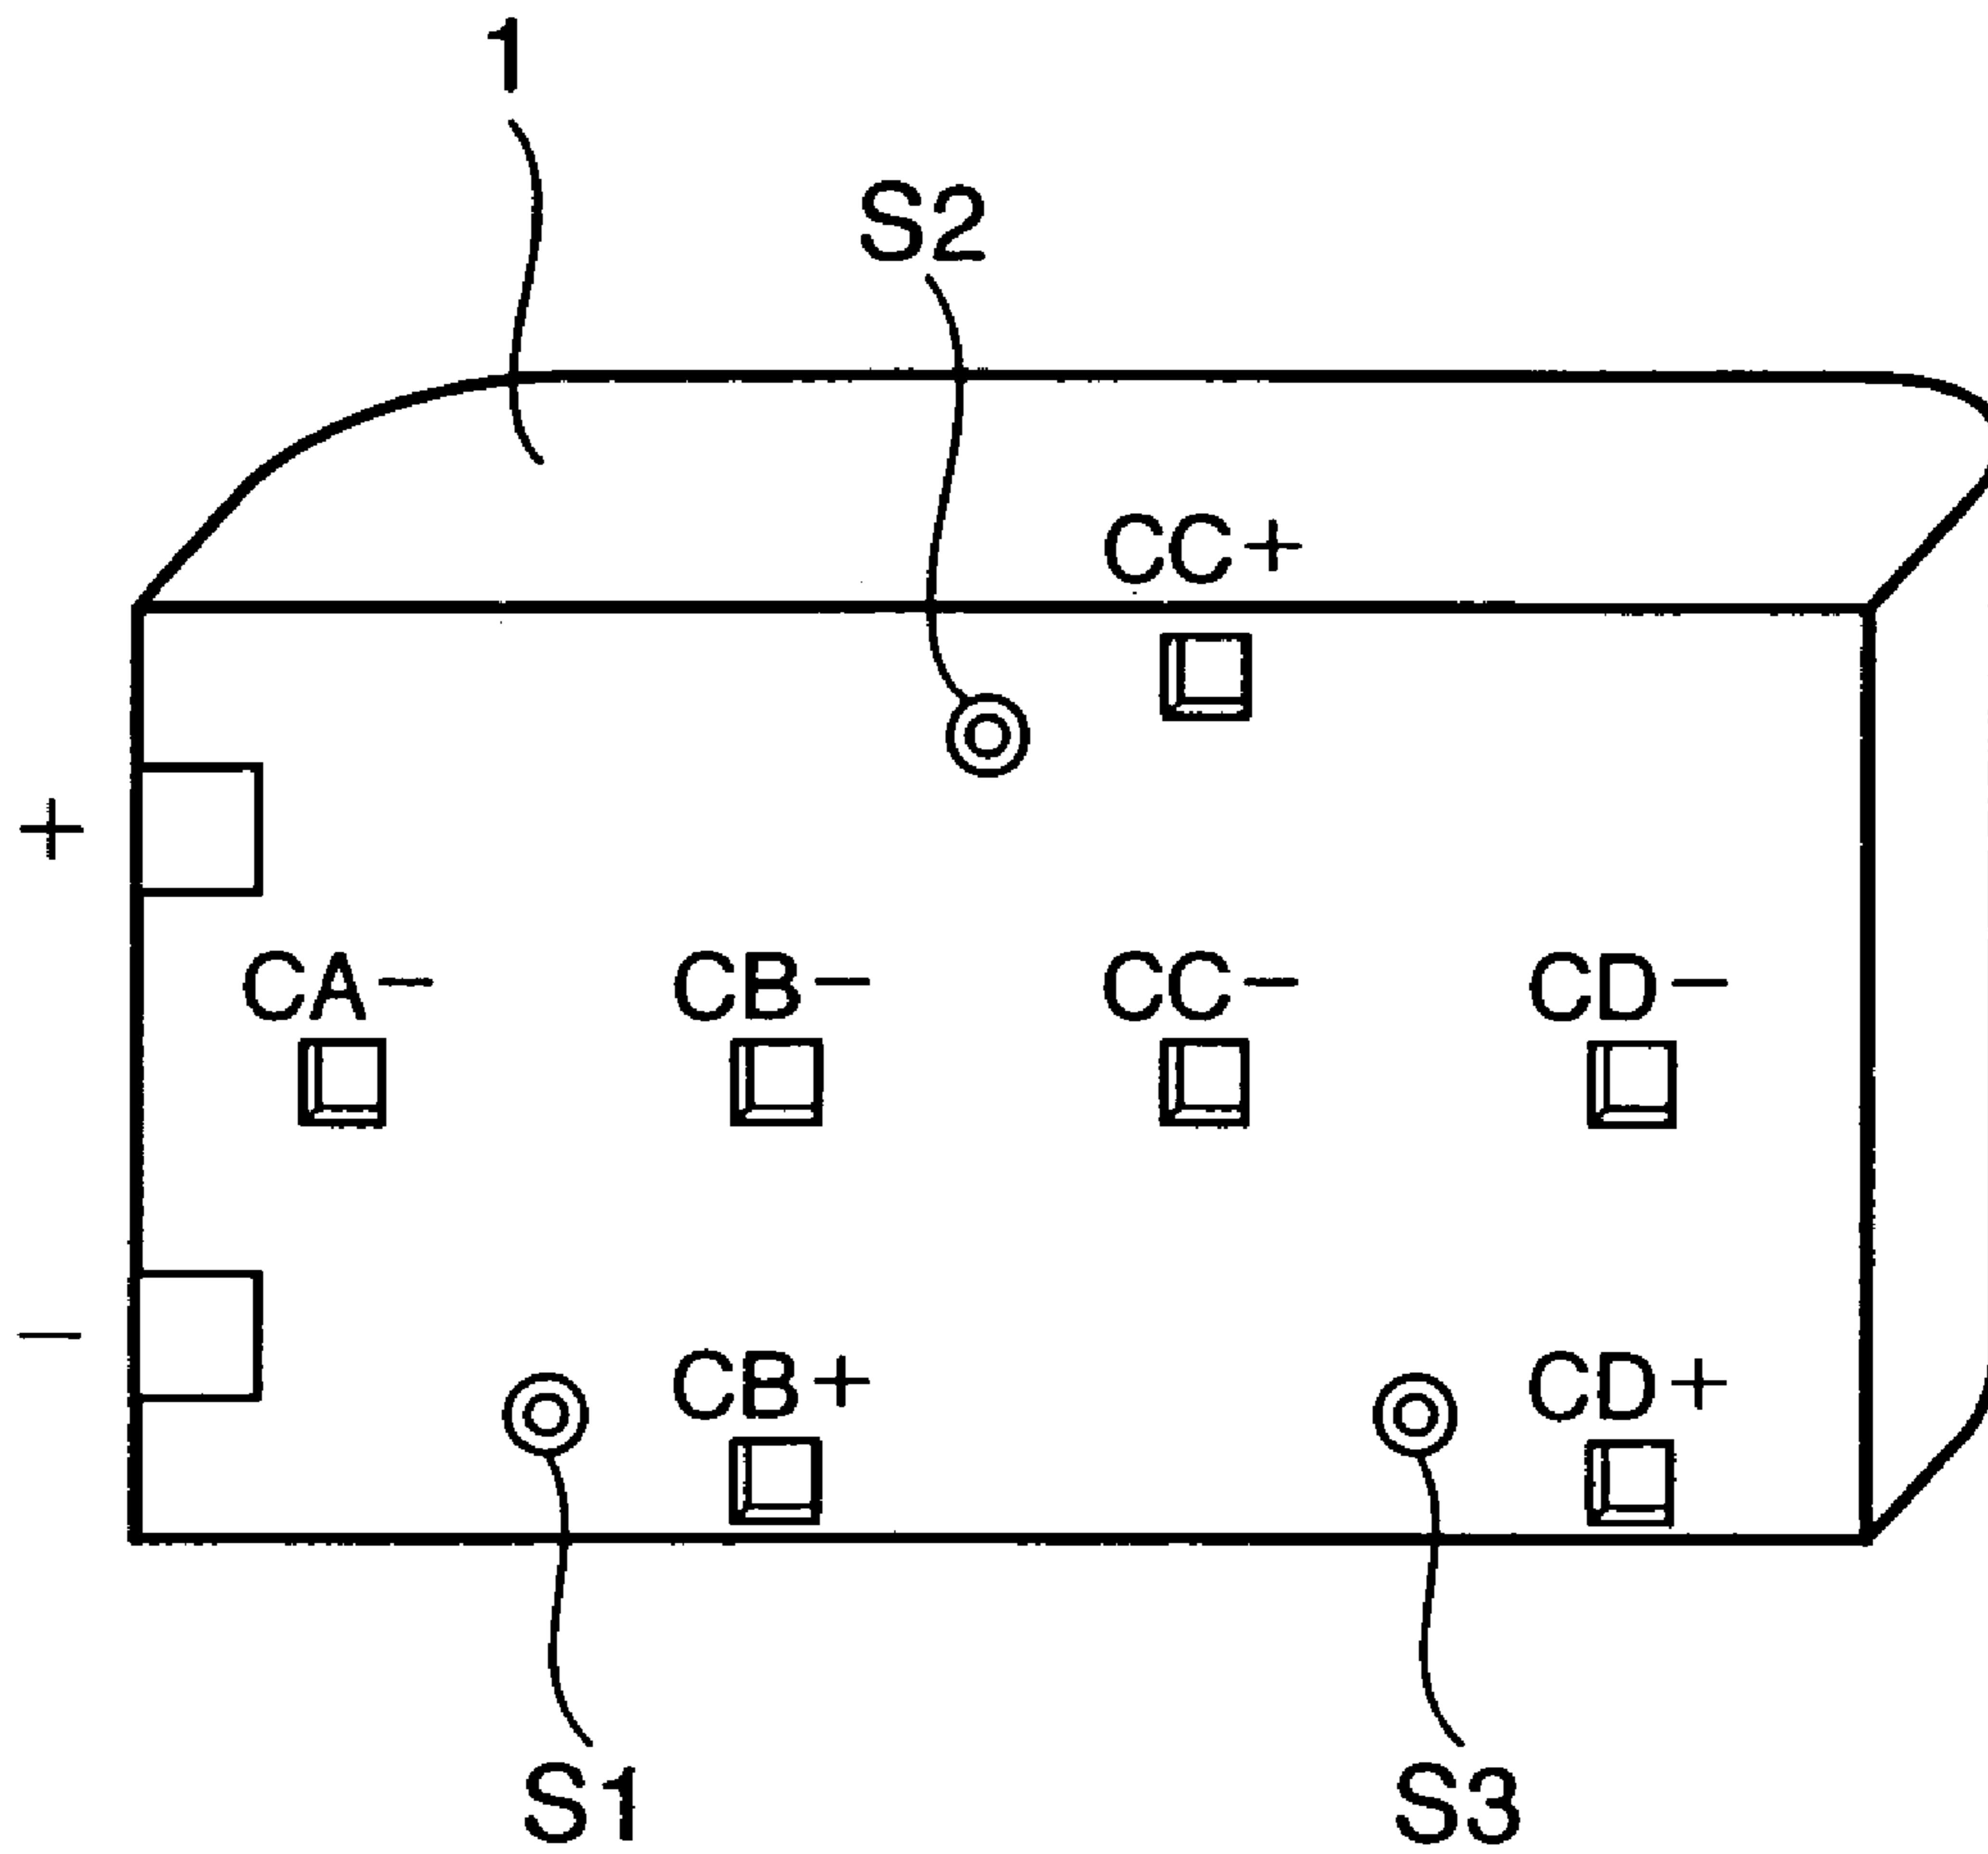 1
S2
CC+
+
CA− CB− CC− CD−
−
CB+ CD+
S1 S3